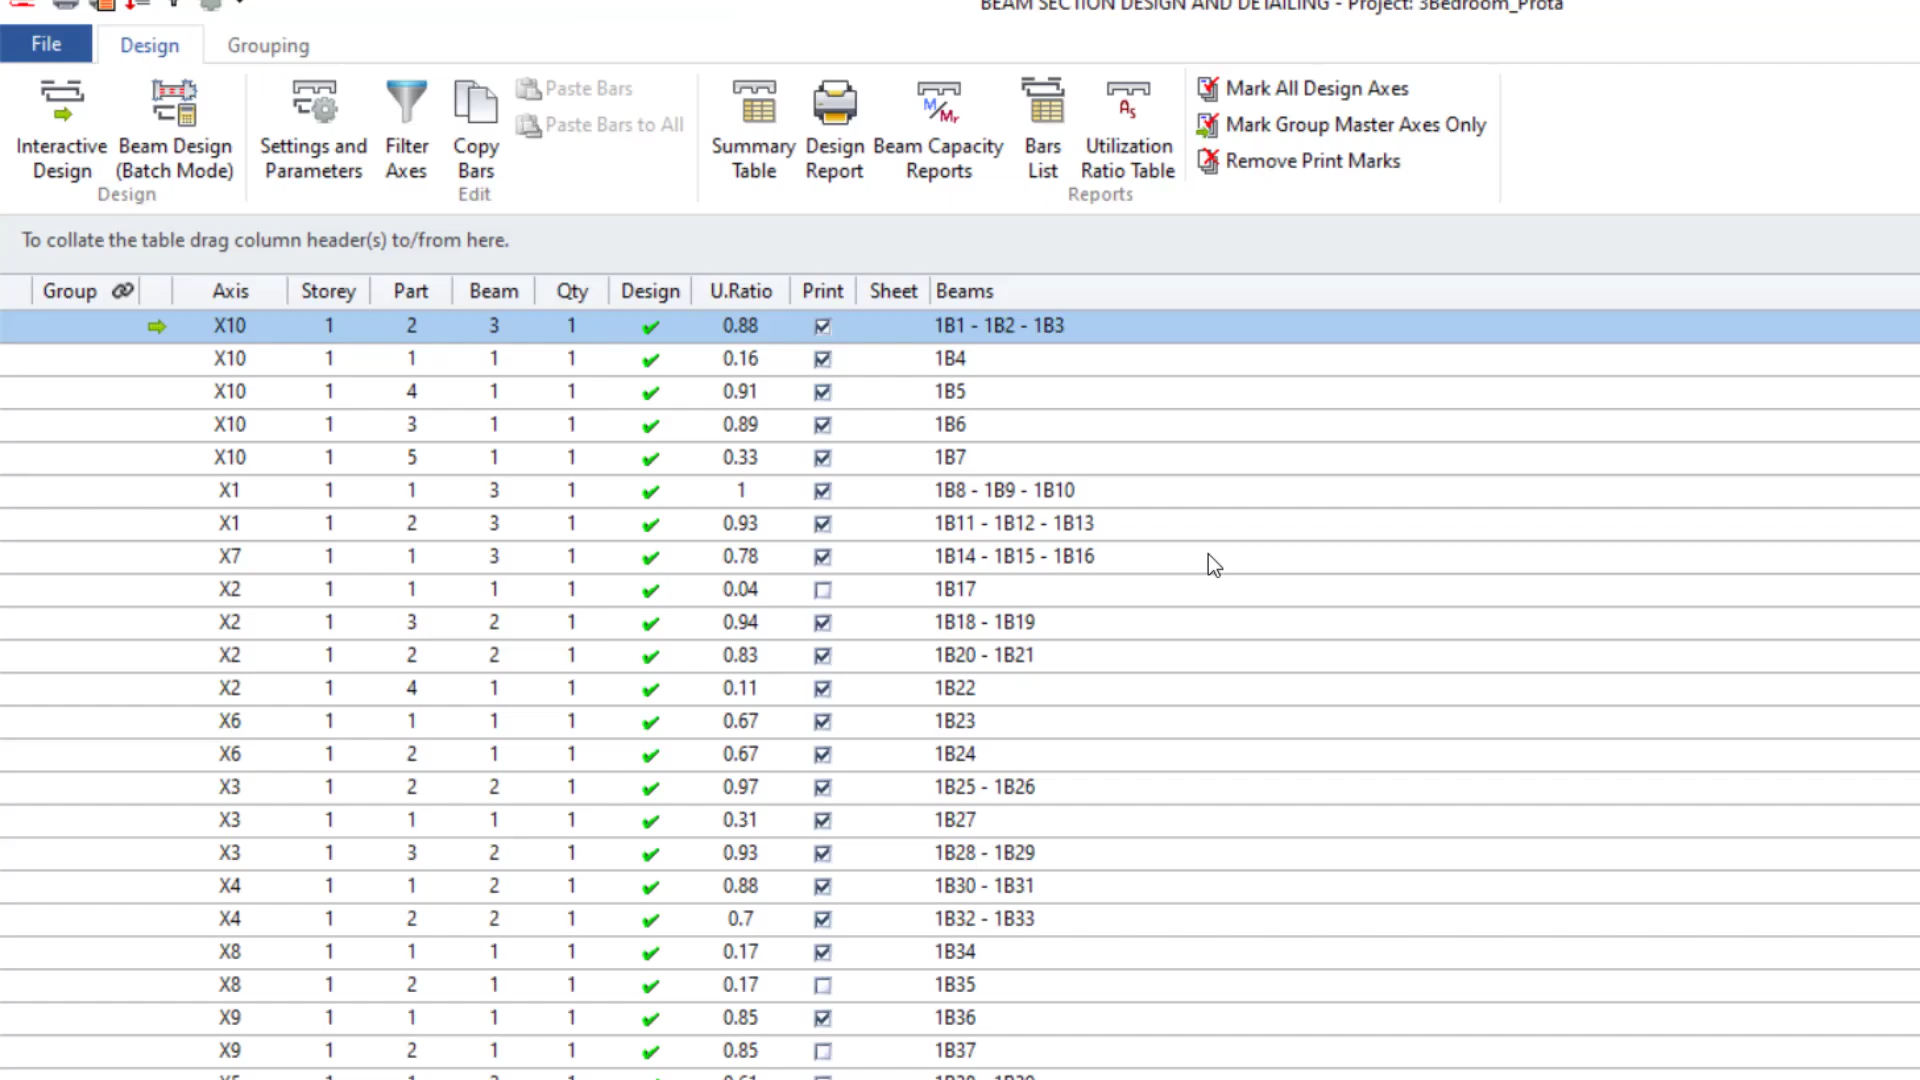 BEAM SECTION DESIGN AND DETAILING - Project: 3Bedroom_Prota
File Design Grouping
Interactive Design
Beam Design (Batch Mode)
Design
Settings and Parameters
Filter Axes
Copy Bars
Paste Bars
Paste Bars to All
Edit
Summary Table
Design Report
Beam Capacity Reports
Bars List
Utilization Ratio Table
Reports
Mark All Design Axes
Mark Group Master Axes Only
Remove Print Marks
To collate the table drag column header(s) to/from here.
Group Axis Storey Part Beam Qty Design U.Ratio Print Sheet Beams
X10 1 2 3 1 0.88 1B1 - 1B2 - 1B3
X10 1 1 1 1 0.16 1B4
X10 1 4 1 1 0.91 1B5
X10 1 3 1 1 0.89 1B6
X10 1 5 1 1 0.33 1B7
X1 1 1 3 1 1 1B8 - 1B9 - 1B10
X1 1 2 3 1 0.93 1B11 - 1B12 - 1B13
X7 1 1 3 1 0.78 1B14 - 1B15 - 1B16
X2 1 1 1 1 0.04 1B17
X2 1 3 2 1 0.94 1B18 - 1B19
X2 1 2 2 1 0.83 1B20 - 1B21
X2 1 4 1 1 0.11 1B22
X6 1 1 1 1 0.67 1B23
X6 1 2 1 1 0.67 1B24
X3 1 2 2 1 0.97 1B25 - 1B26
X3 1 1 1 1 0.31 1B27
X3 1 3 2 1 0.93 1B28 - 1B29
X4 1 1 2 1 0.88 1B30 - 1B31
X4 1 2 2 1 0.7 1B32 - 1B33
X8 1 1 1 1 0.17 1B34
X8 1 2 1 1 0.17 1B35
X9 1 1 1 1 0.85 1B36
X9 1 2 1 1 0.85 1B37